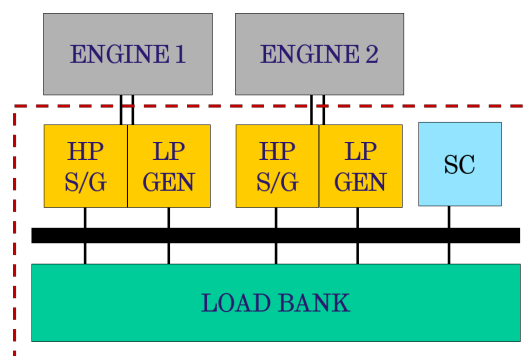 ENGINE 1
ENGINE 2
HP
S/G
LP
GEN
HP
S/G
LP
GEN
SC
LOAD BANK